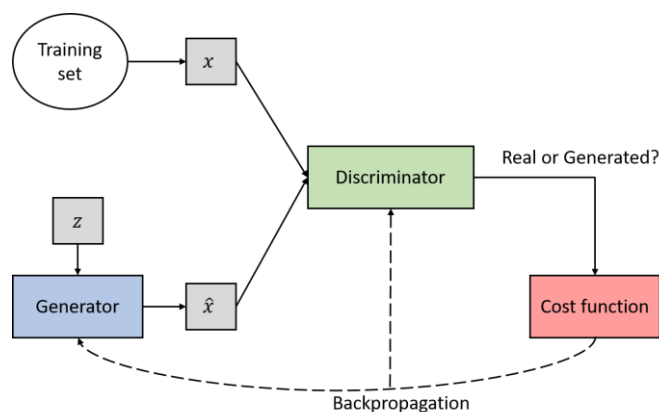 Training
set
x
Discriminator
Real or Generated?
z
Generator
x̂
Cost function
Backpropagation